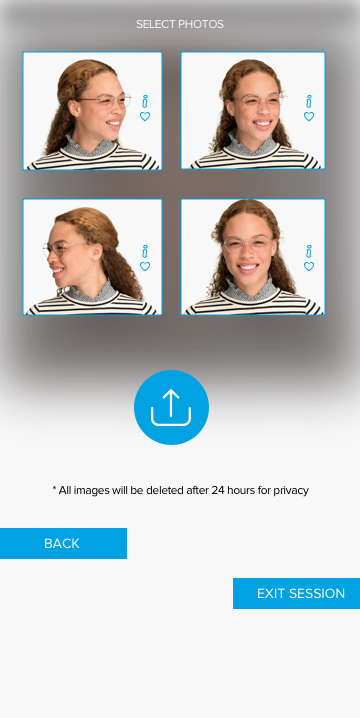 SELECT PHOTOS
* All images will be deleted after 24 hours for privacy
BACK
EXIT SESSION